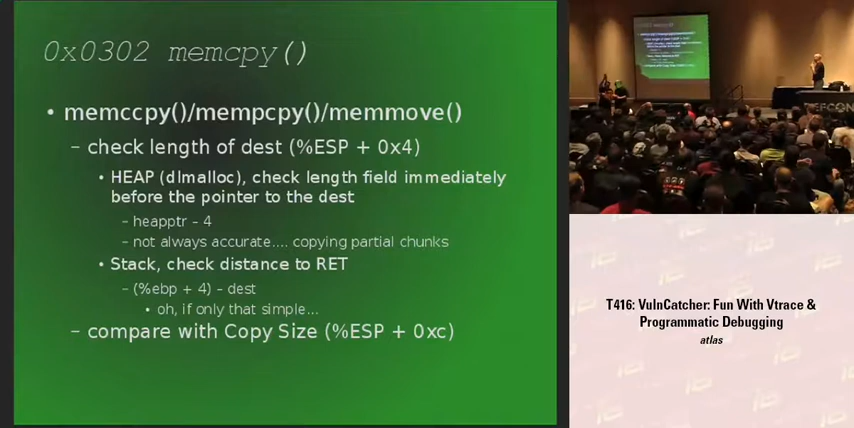 0x0302 memcpy()
• memccpy()/mempcpy()/memmove()
– check length of dest (%ESP + 0x4)
• HEAP (dlmalloc), check length field immediately
before the pointer to the dest
– heapptr – 4
– not always accurate.... copying partial chunks
• Stack, check distance to RET
– (%ebp + 4) – dest
• oh, if only that simple...
– compare with Copy Size (%ESP + 0xc)
DEFCON
T416: VulnCatcher: Fun With Vtrace &
Programmatic Debugging
atlas